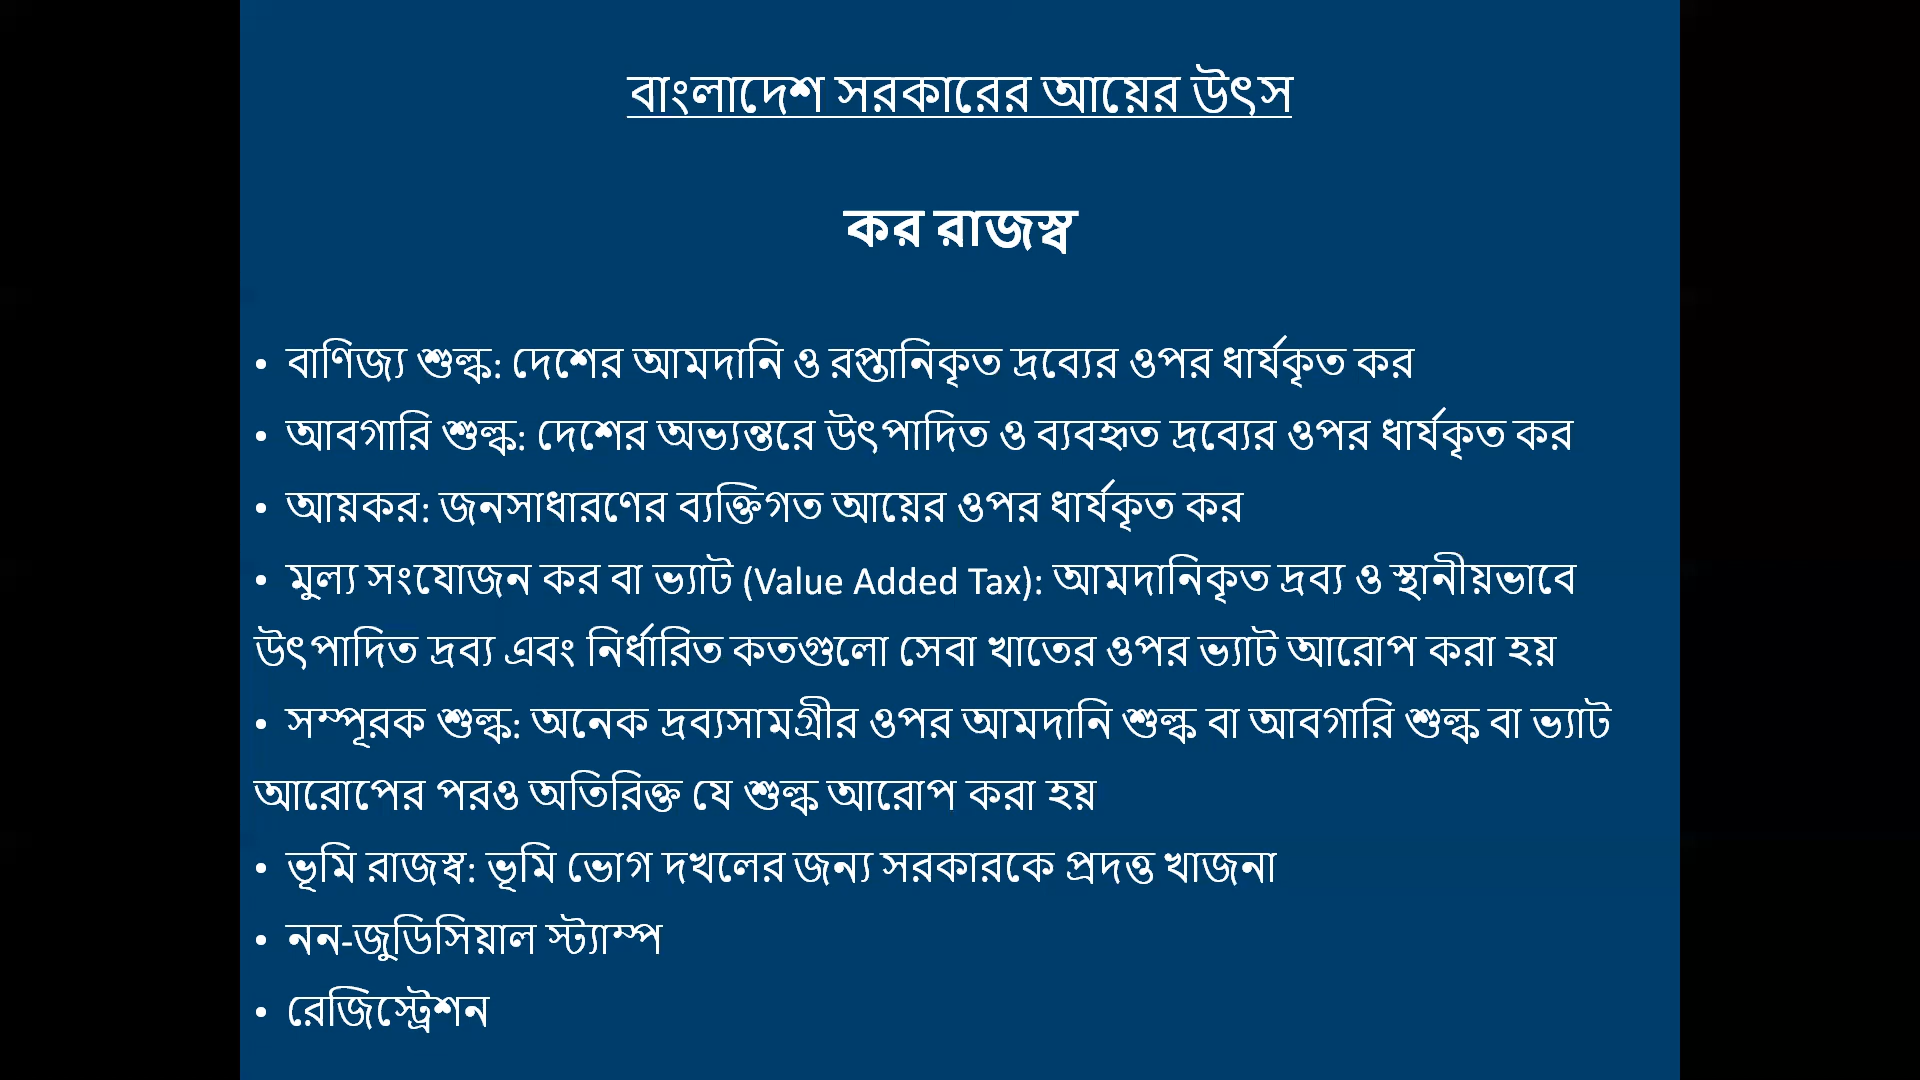 বাংলাদেশ সরকারের আয়ের উৎস
কর রাজস্ব
• বাণিজ্য শুল্ক: দেশের আমদানি ও রপ্তানিকৃত দ্রব্যের ওপর ধার্যকৃত কর
• আবগারি শুল্ক: দেশের অভ্যন্তরে উৎপাদিত ও ব্যবহৃত দ্রব্যের ওপর ধার্যকৃত কর
• আয়কর: জনসাধারণের ব্যক্তিগত আয়ের ওপর ধার্যকৃত কর
• মুল্য সংযোজন কর বা ভ্যাট (Value Added Tax): আমদানিকৃত দ্রব্য ও স্থানীয়ভাবে
উৎপাদিত দ্রব্য এবং নির্ধারিত কতগুলো সেবা খাতের ওপর ভ্যাট আরোপ করা হয়
• সম্পূরক শুল্ক: অনেক দ্রব্যসামগ্রীর ওপর আমদানি শুল্ক বা আবগারি শুল্ক বা ভ্যাট
আরোপের পরও অতিরিক্ত যে শুল্ক আরোপ করা হয়
• ভূমি রাজস্ব: ভূমি ভোগ দখলের জন্য সরকারকে প্রদত্ত খাজনা
• নন-জুডিসিয়াল স্ট্যাম্প
• রেজিস্ট্রেশন